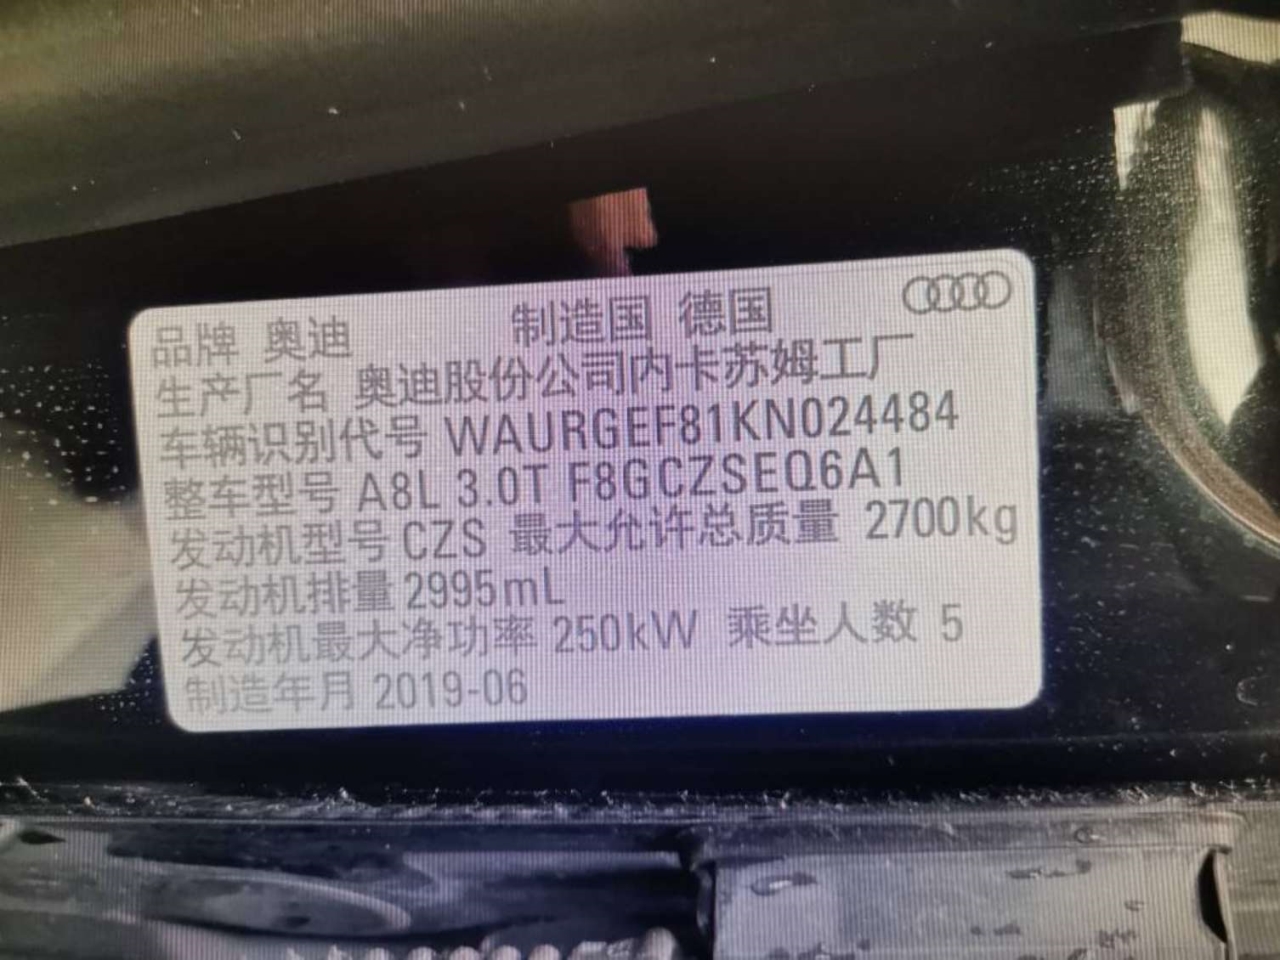 品牌 奥迪 制造国 德国
生产厂名 奥迪股份公司内卡苏姆工厂
车辆识别代号 WAURGEF81KN024484
整车型号 A8L 3.0T F8GCZSEQ6A1
发动机型号 CZS 最大允许总质量 2700kg
发动机排量 2995mL
发动机最大净功率 250kW 乘坐人数 5
制造年月 2019-06